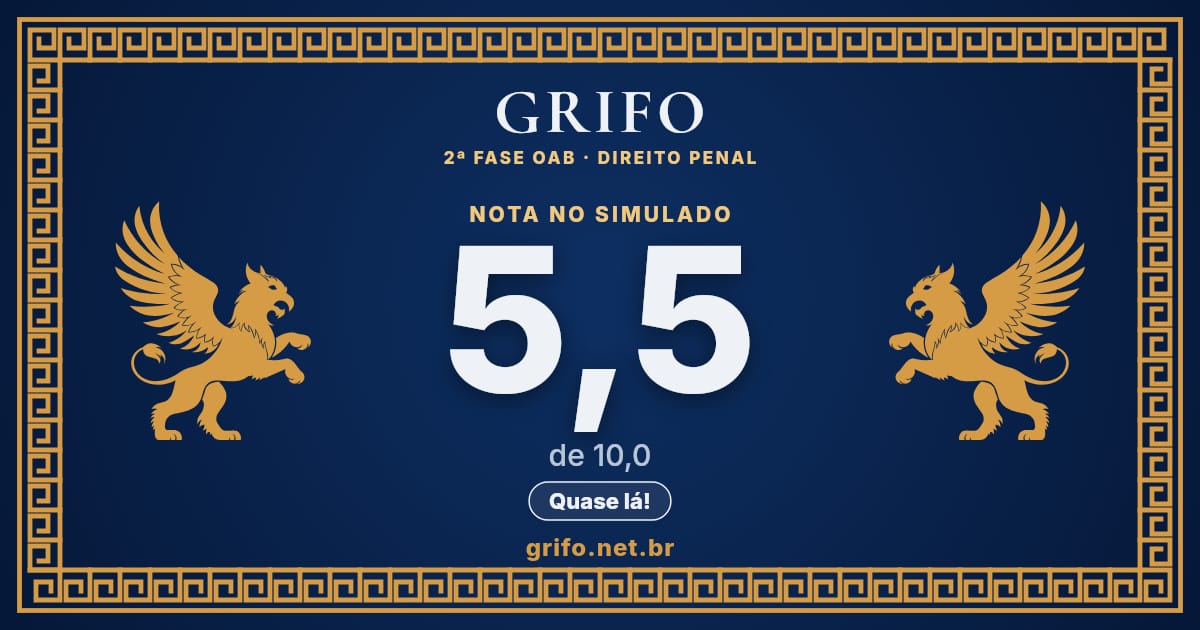 GRIFO
2ª FASE OAB · DIREITO PENAL
NOTA NO SIMULADO
5,5
de 10,0
Quase lá!
grifo.net.br